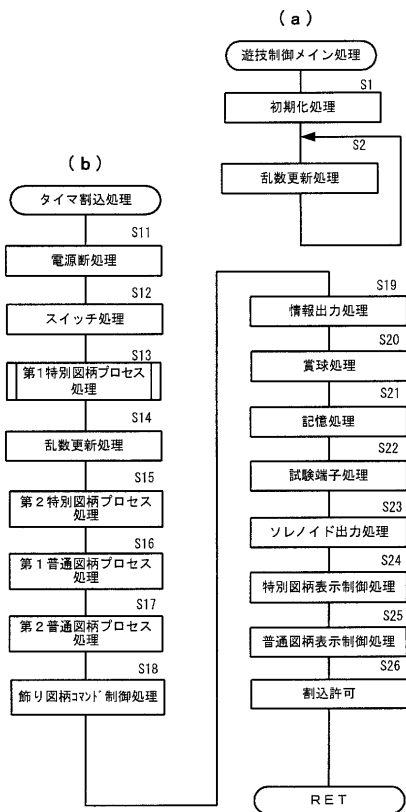 (a)
遊技制御メイン処理
S1
初期化処理
S2
乱数更新処理
(b)
タイマ割込処理
S11
電源断処理
S12
スイッチ処理
S13
第1特別図柄プロセス
処理
S14
乱数更新処理
S15
第2特別図柄プロセス
処理
S16
第1普通図柄プロセス
処理
S17
第2普通図柄プロセス
処理
S18
飾り図柄ｺﾏﾝﾄﾞ制御処理
S19
情報出力処理
S20
賞球処理
S21
記憶処理
S22
試験端子処理
S23
ソレノイド出力処理
S24
特別図柄表示制御処理
S25
普通図柄表示制御処理
S26
割込許可
RET